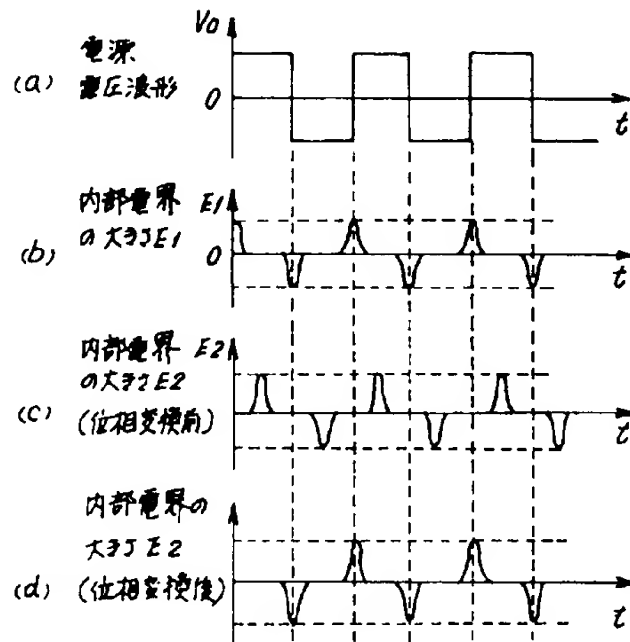 Vo
電源
(a) 電圧波形
0
t
内部電界 E1
の大きさE1
(b) 0
t
内部電界 E2
の大きさE2
(c) (位相変換前)
t
内部電界の
大きさE2
(d) (位相変換後)
t